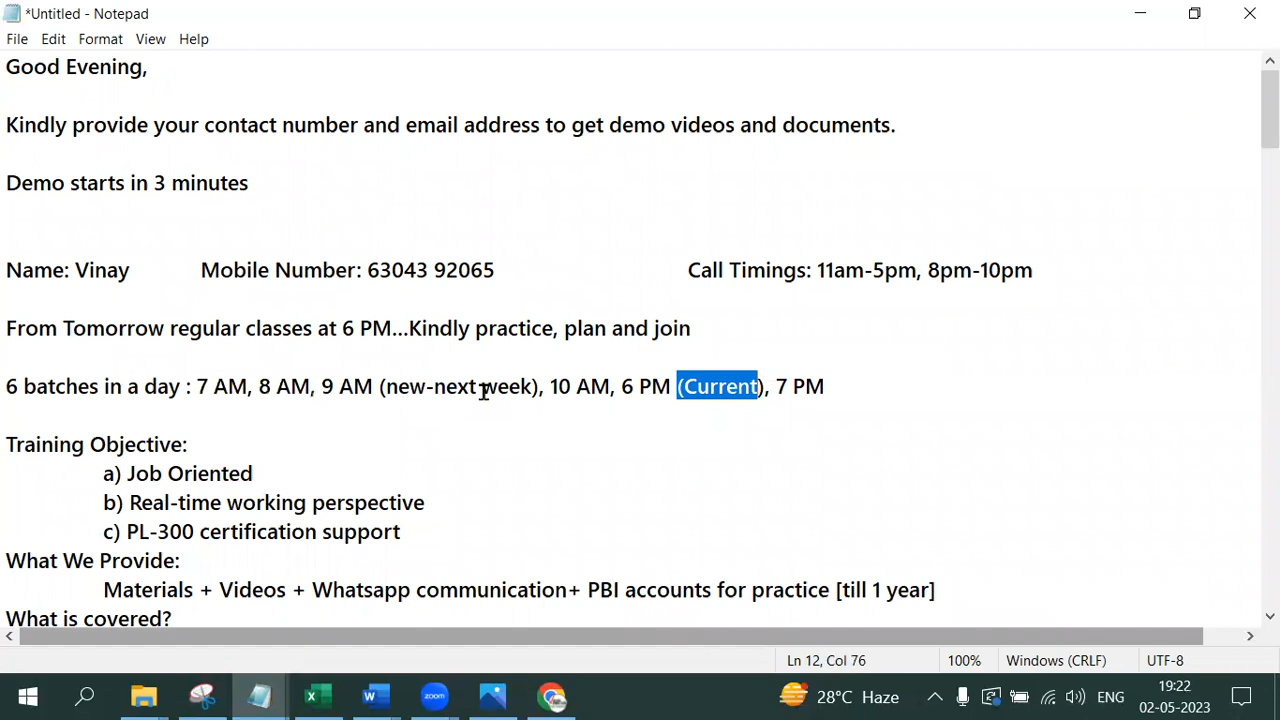 *Untitled - Notepad
File Edit Format View Help
Good Evening,
Kindly provide your contact number and email address to get demo videos and documents.
Demo starts in 3 minutes
Name: Vinay Mobile Number: 63043 92065 Call Timings: 11am-5pm, 8pm-10pm
From Tomorrow regular classes at 6 PM...Kindly practice, plan and join
6 batches in a day : 7 AM, 8 AM, 9 AM (new-next week), 10 AM, 6 PM (Current), 7 PM
Training Objective:
a) Job Oriented
b) Real-time working perspective
c) PL-300 certification support
What We Provide:
Materials + Videos + Whatsapp communication+ PBI accounts for practice [till 1 year]
What is covered?
Ln 12, Col 76 100% Windows (CRLF) UTF-8
zoom 28°C Haze ENG 19:22
02-05-2023